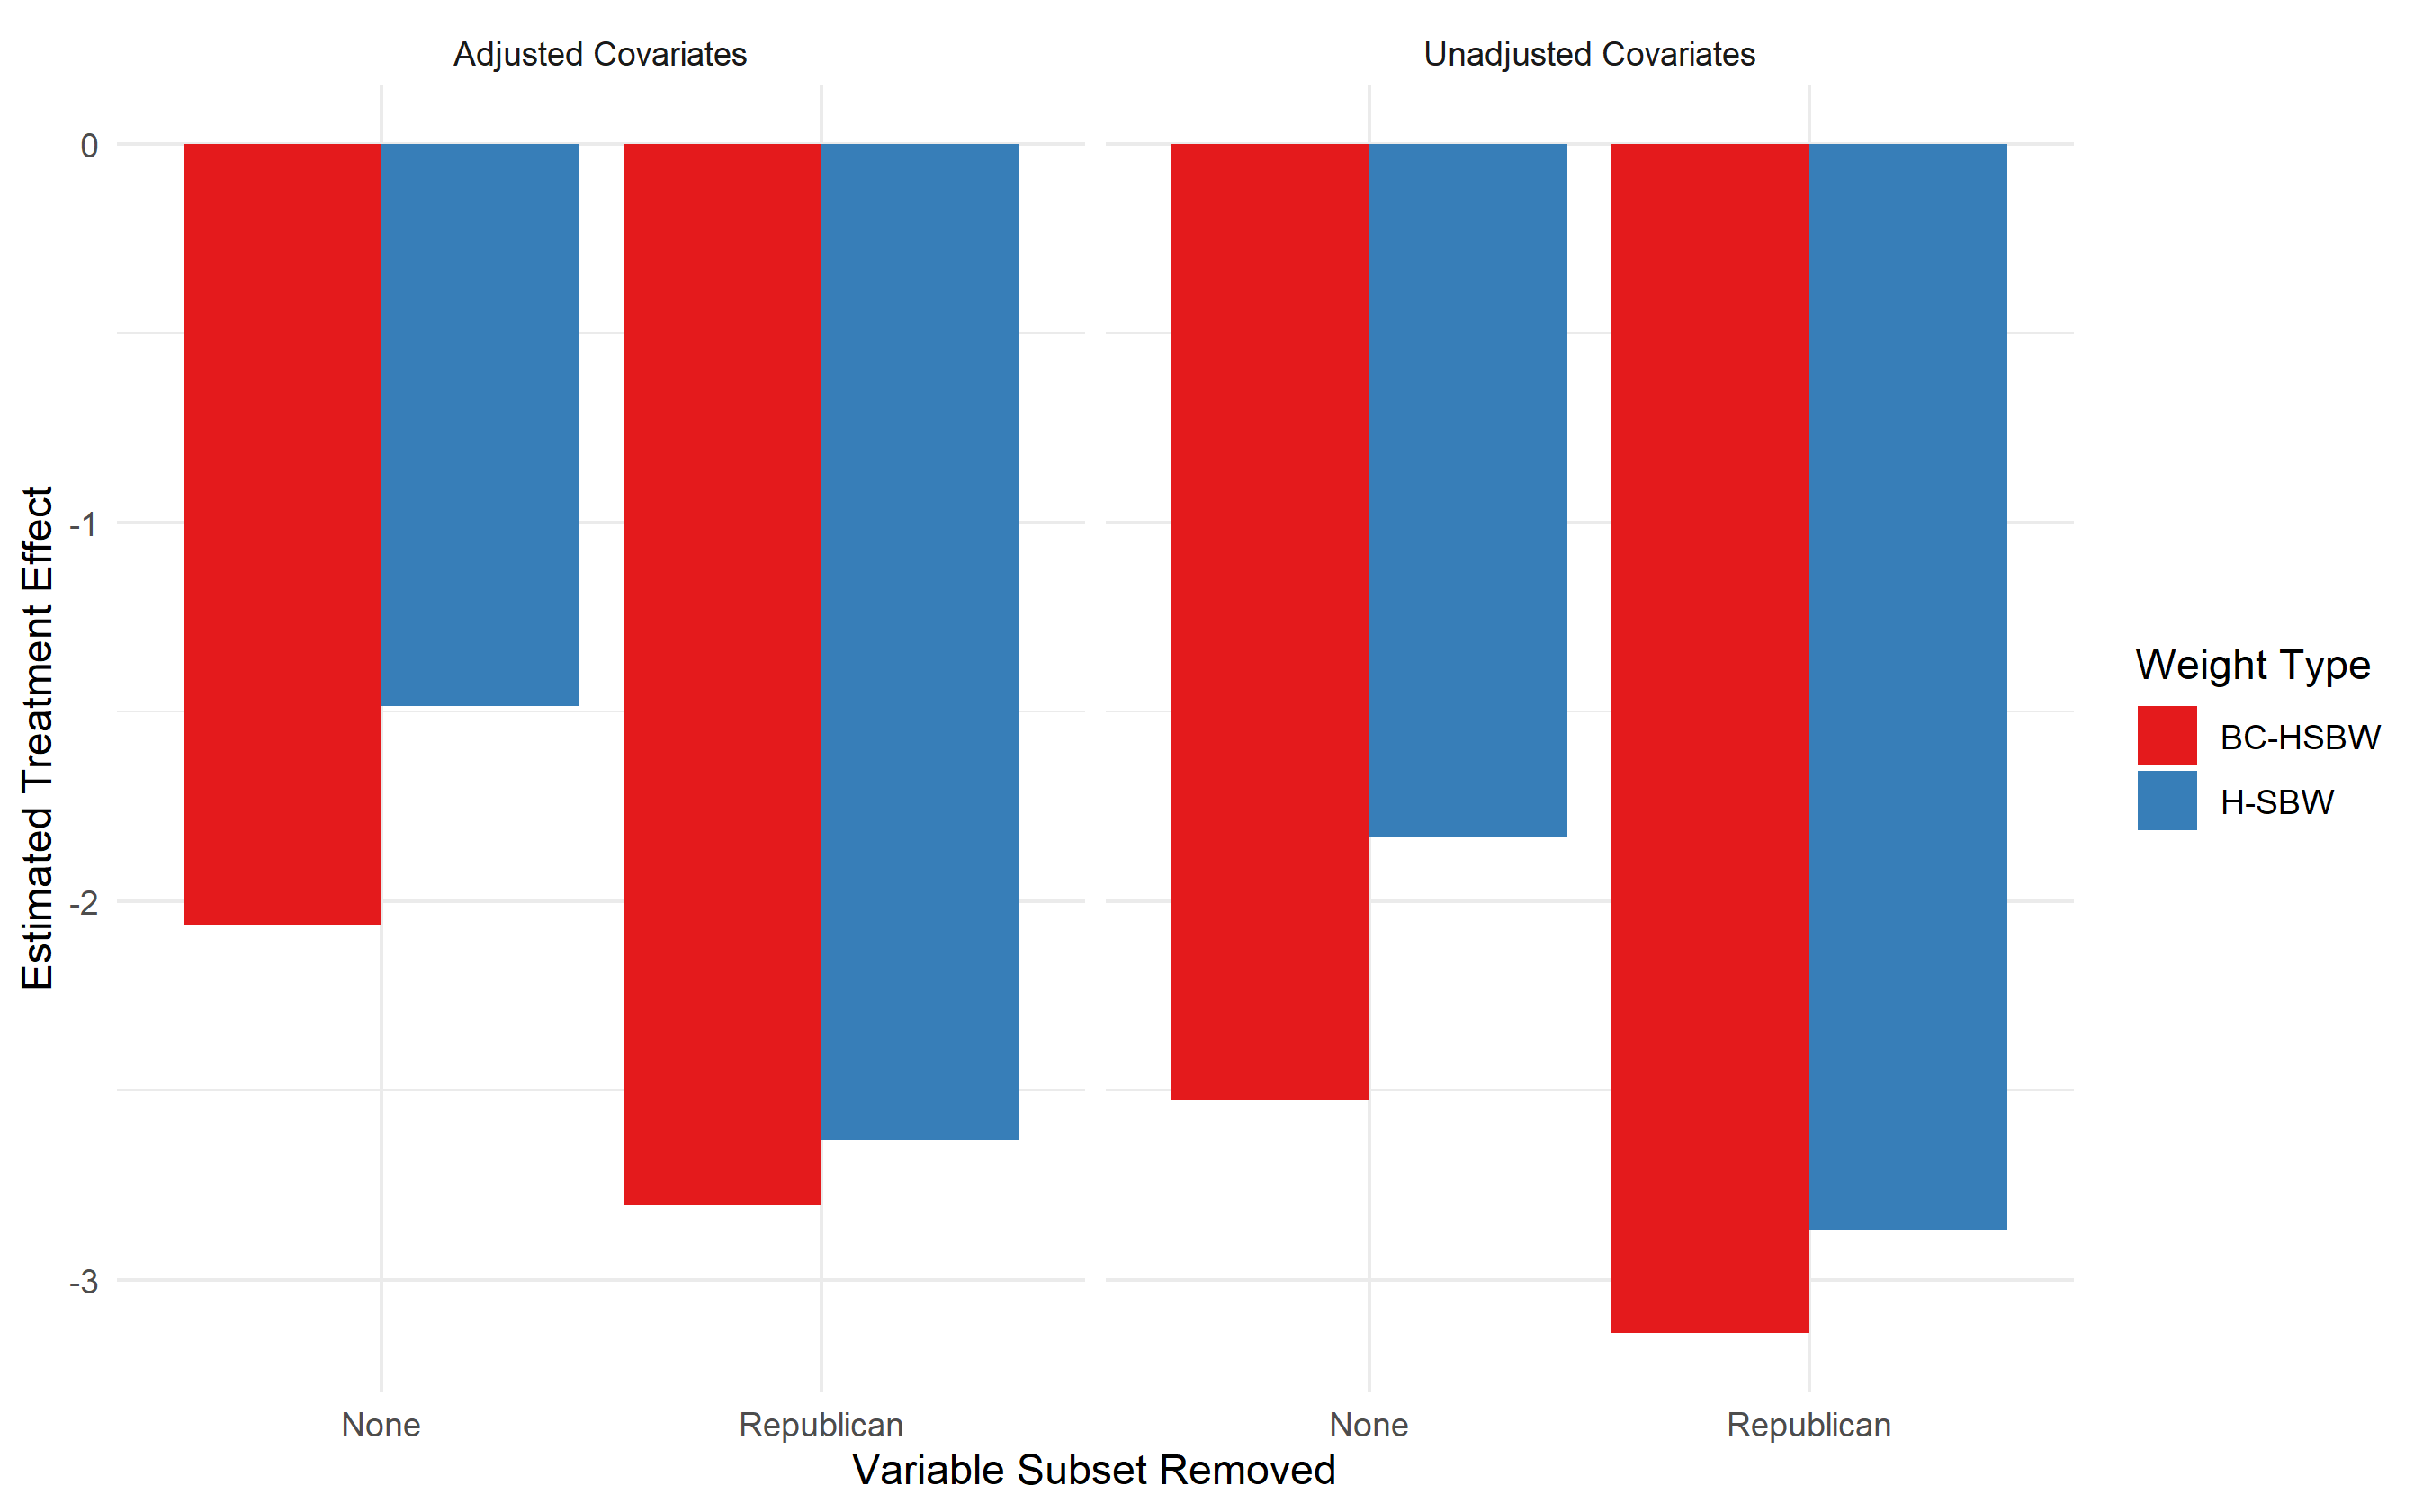 Adjusted Covariates
Unadjusted Covariates
Estimated Treatment Effect
0
-1
-2
-3
None
Republican
None
Republican
Variable Subset Removed
Weight Type
BC-HSBW
H-SBW